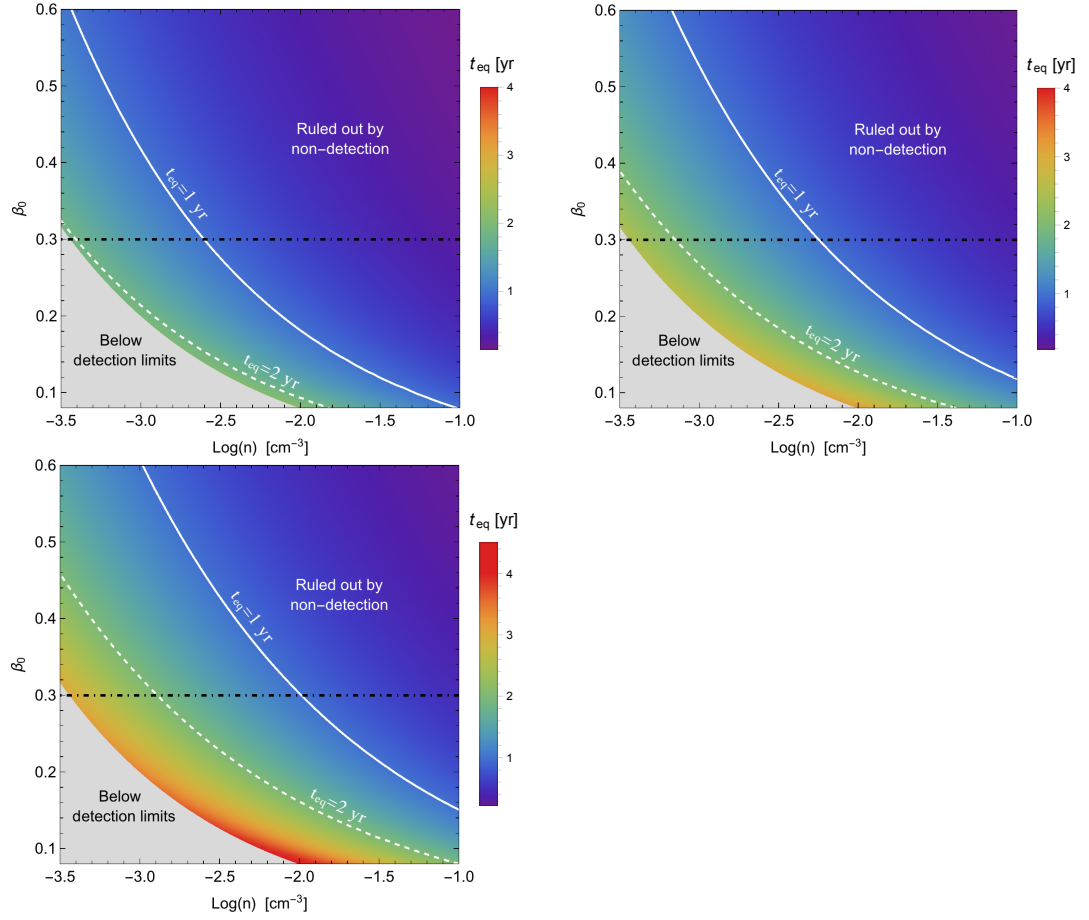 t_eq [yr
4
3
2
1
0.6
0.5
0.4
0.3
0.2
0.1
β₀
Ruled out by
non−detection
t_eq=1 yr
t_eq=2 yr
Below
detection limits
−3.5 −3.0 −2.5 −2.0 −1.5 −1.0
Log(n) [cm⁻³]
t_eq [yr]
4
3
2
1
0.6
0.5
0.4
0.3
0.2
0.1
β₀
Ruled out by
non−detection
t_eq=1 yr
t_eq=2 yr
Below
detection limits
−3.5 −3.0 −2.5 −2.0 −1.5 −1.0
Log(n) [cm⁻³]
t_eq [yr]
4
3
2
1
0.6
0.5
0.4
0.3
0.2
0.1
β₀
Ruled out by
non−detection
t_eq=1 yr
t_eq=2 yr
Below
detection limits
−3.5 −3.0 −2.5 −2.0 −1.5 −1.0
Log(n) [cm⁻³]